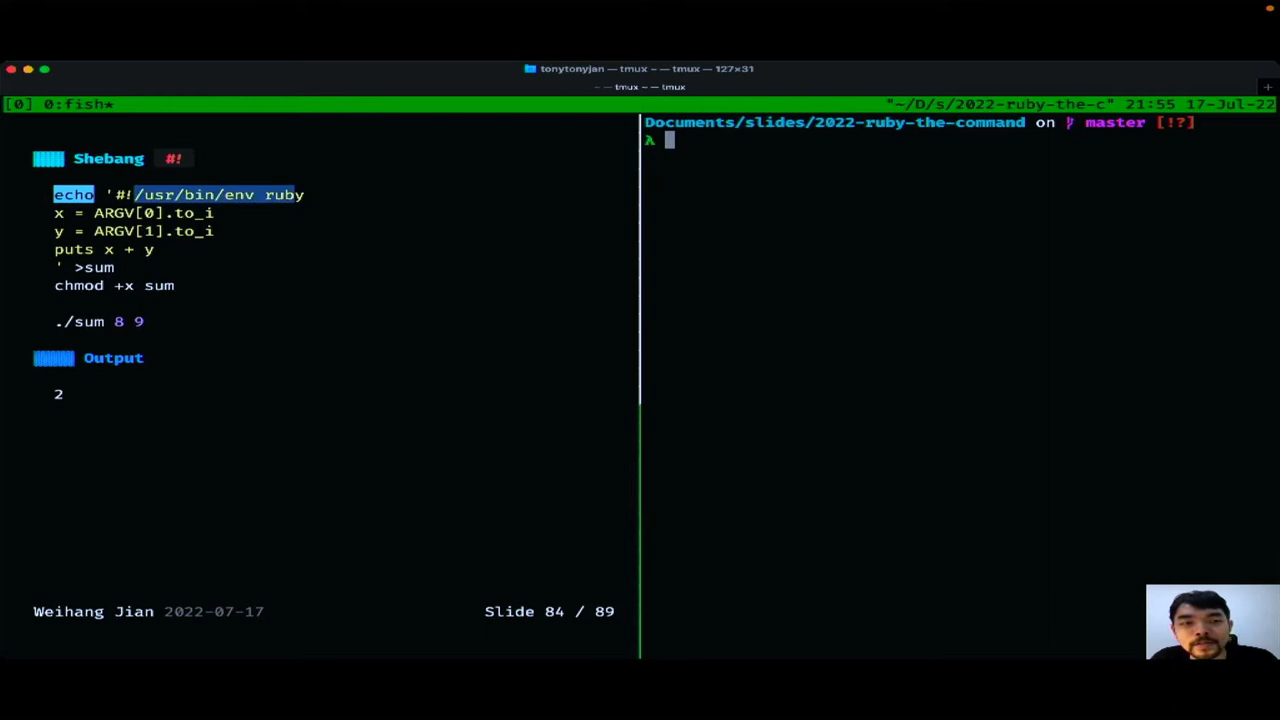 tonytonyjan — tmux ~ — tmux — 127×31
~ — tmux ~ — tmux
[0] 0:fish* "~/D/s/2022-ruby-the-c" 21:55 17-Jul-22
Shebang #!
echo '#!/usr/bin/env ruby
x = ARGV[0].to_i
y = ARGV[1].to_i
puts x + y
' >sum
chmod +x sum
./sum 8 9
Output
2
Weihang Jian 2022-07-17 Slide 84 / 89
Documents/slides/2022-ruby-the-command on master [!?]
λ